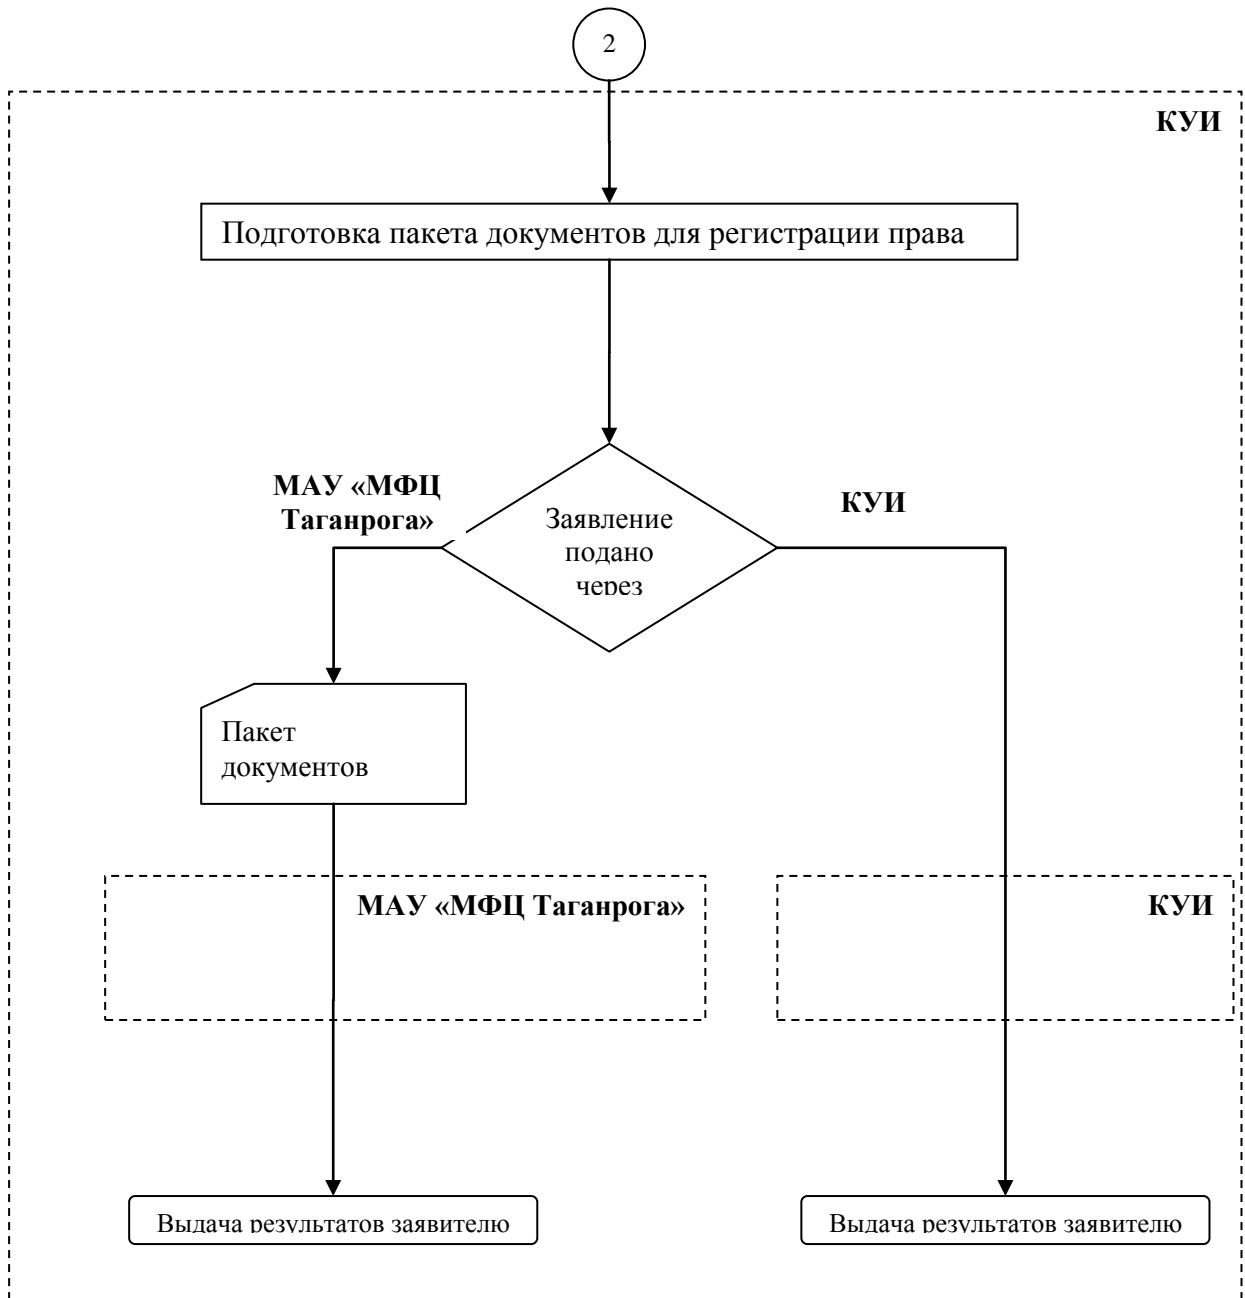 2
КУИ
Подготовка пакета документов для регистрации права
МАУ «МФЦ
Таганрога»
Заявление
подано
через
КУИ
Пакет
документов
МАУ «МФЦ Таганрога»
КУИ
Выдача результатов заявителю
Выдача результатов заявителю